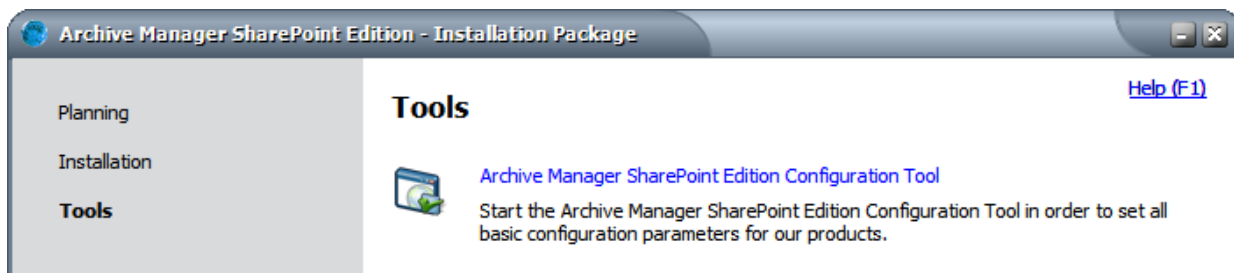 Archive Manager SharePoint Edition - Installation Package
Help (F1)
Planning
Installation
Tools
Tools
Archive Manager SharePoint Edition Configuration Tool
Start the Archive Manager SharePoint Edition Configuration Tool in order to set all
basic configuration parameters for our products.